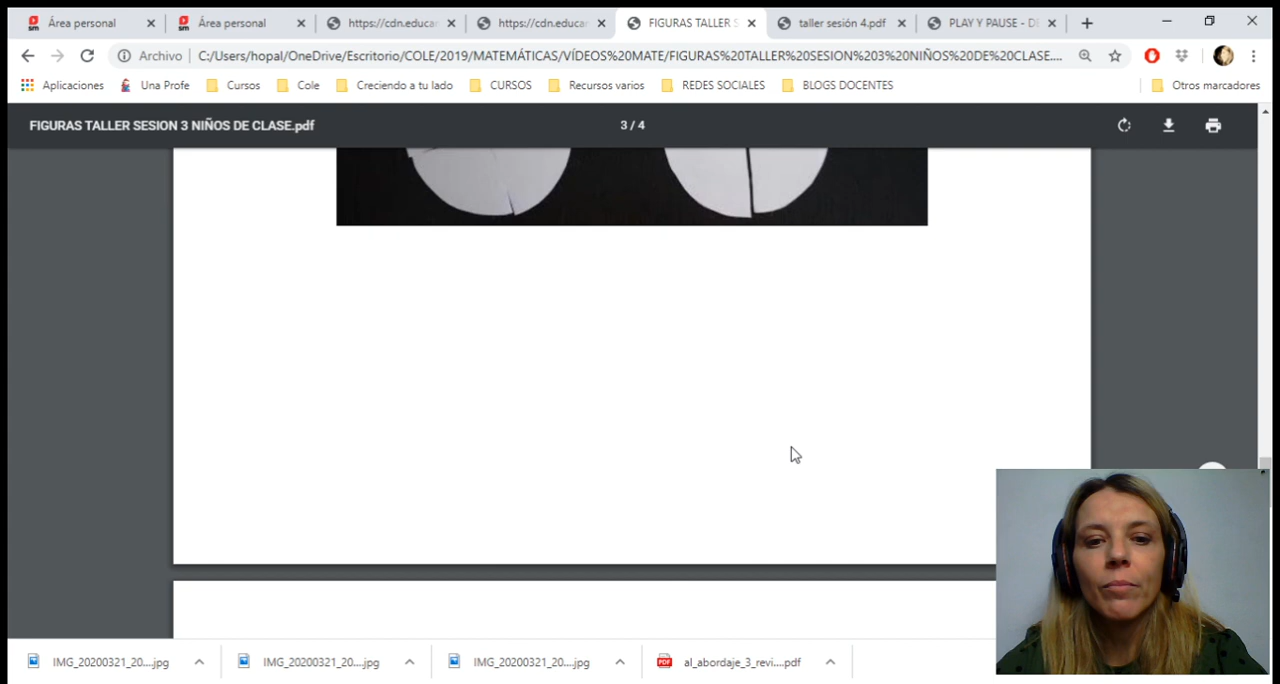 Área personal
Área personal
https://cdn.educar
https://cdn.educar
FIGURAS TALLER S
taller sesión 4.pdf
PLAY Y PAUSE - DE
Archivo
C:/Users/hopal/OneDrive/Escritorio/COLE/2019/MATEMÁTICAS/VÍDEOS%20MATE/FIGURAS%20TALLER%20SESION%203%20NIÑOS%20DE%20CLASE....
Aplicaciones
Una Profe
Cursos
Cole
Creciendo a tu lado
CURSOS
Recursos varios
REDES SOCIALES
BLOGS DOCENTES
Otros marcadores
FIGURAS TALLER SESION 3 NIÑOS DE CLASE.pdf
3 / 4
IMG_20200321_20....jpg
IMG_20200321_20....jpg
IMG_20200321_20....jpg
al_abordaje_3_revi....pdf